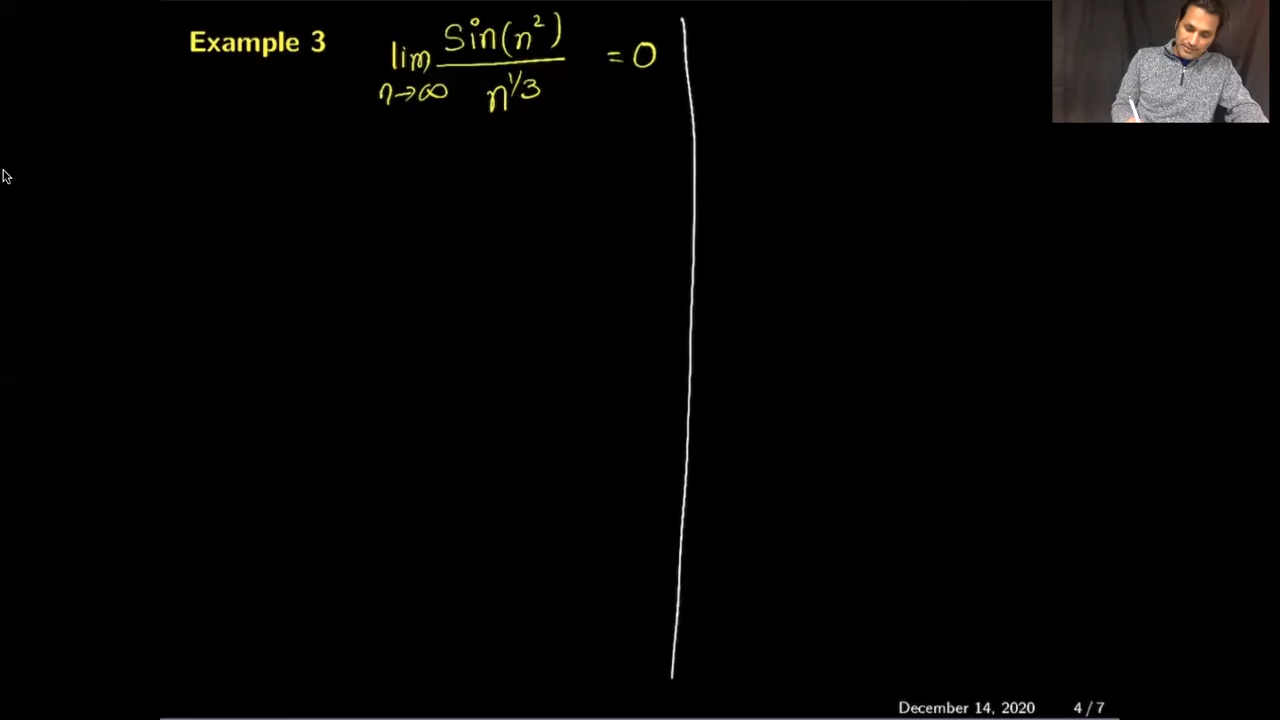 Example 3
lim n→∞ Sin(n²) / n^1/3 = 0
December 14, 2020 4 / 7